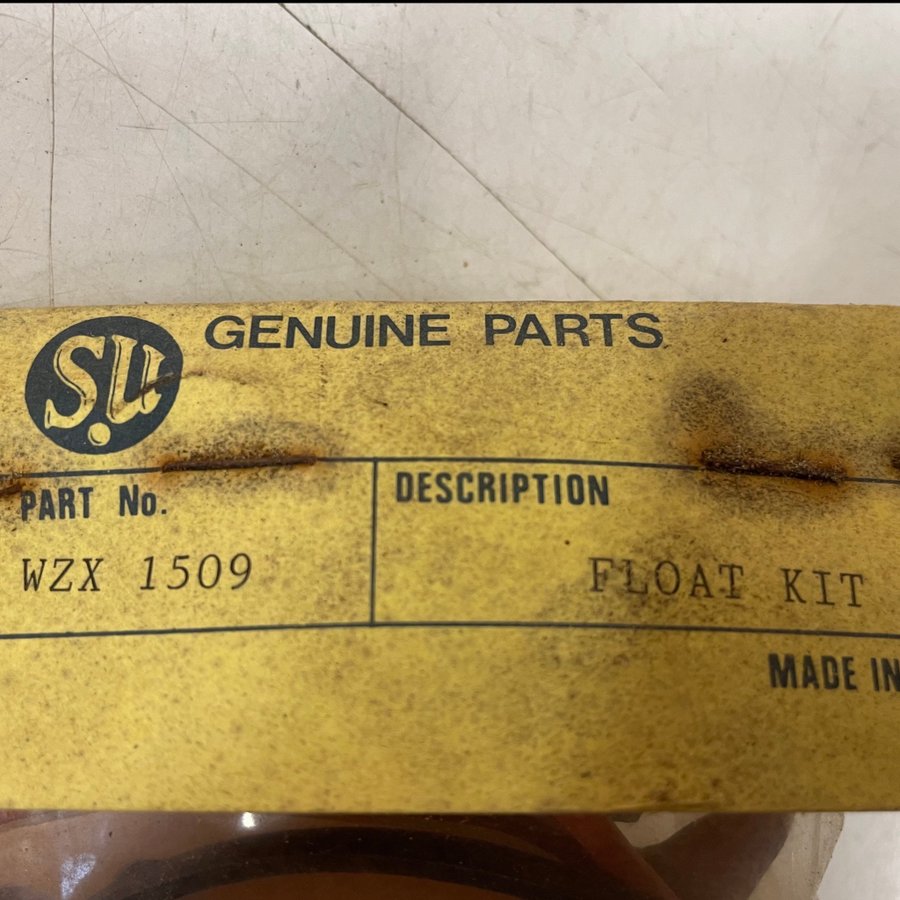 S.U
GENUINE PARTS
PART No.
DESCRIPTION
WZX 1509
FLOAT KIT
MADE IN